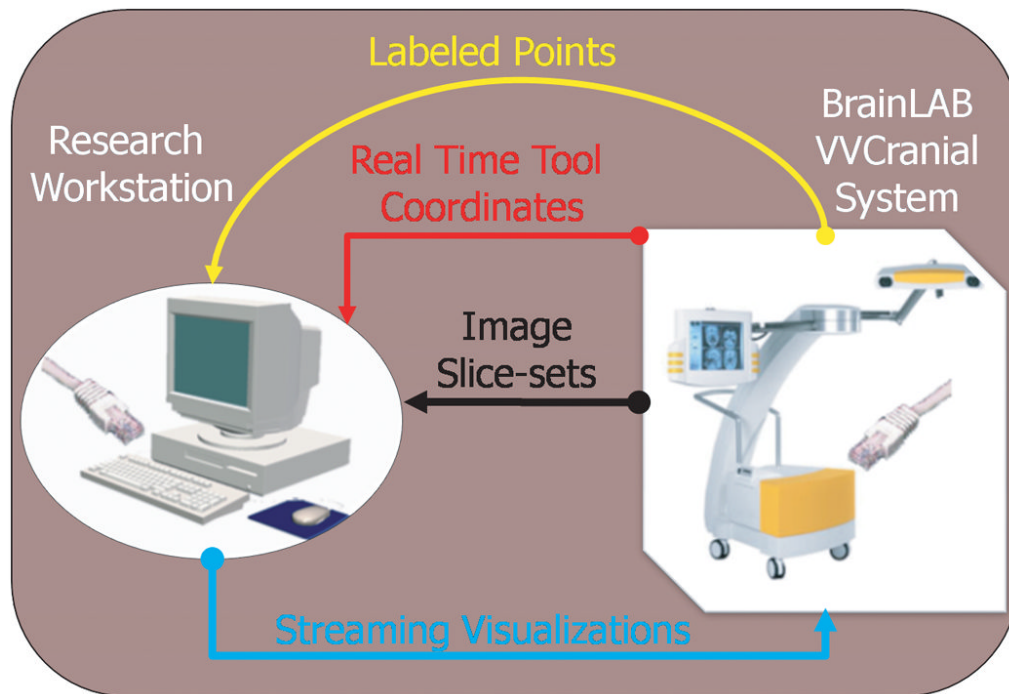 Labeled Points
Research
Workstation
Real Time Tool
Coordinates
BrainLAB
VVCranial
System
Image
Slice-sets
Streaming Visualizations